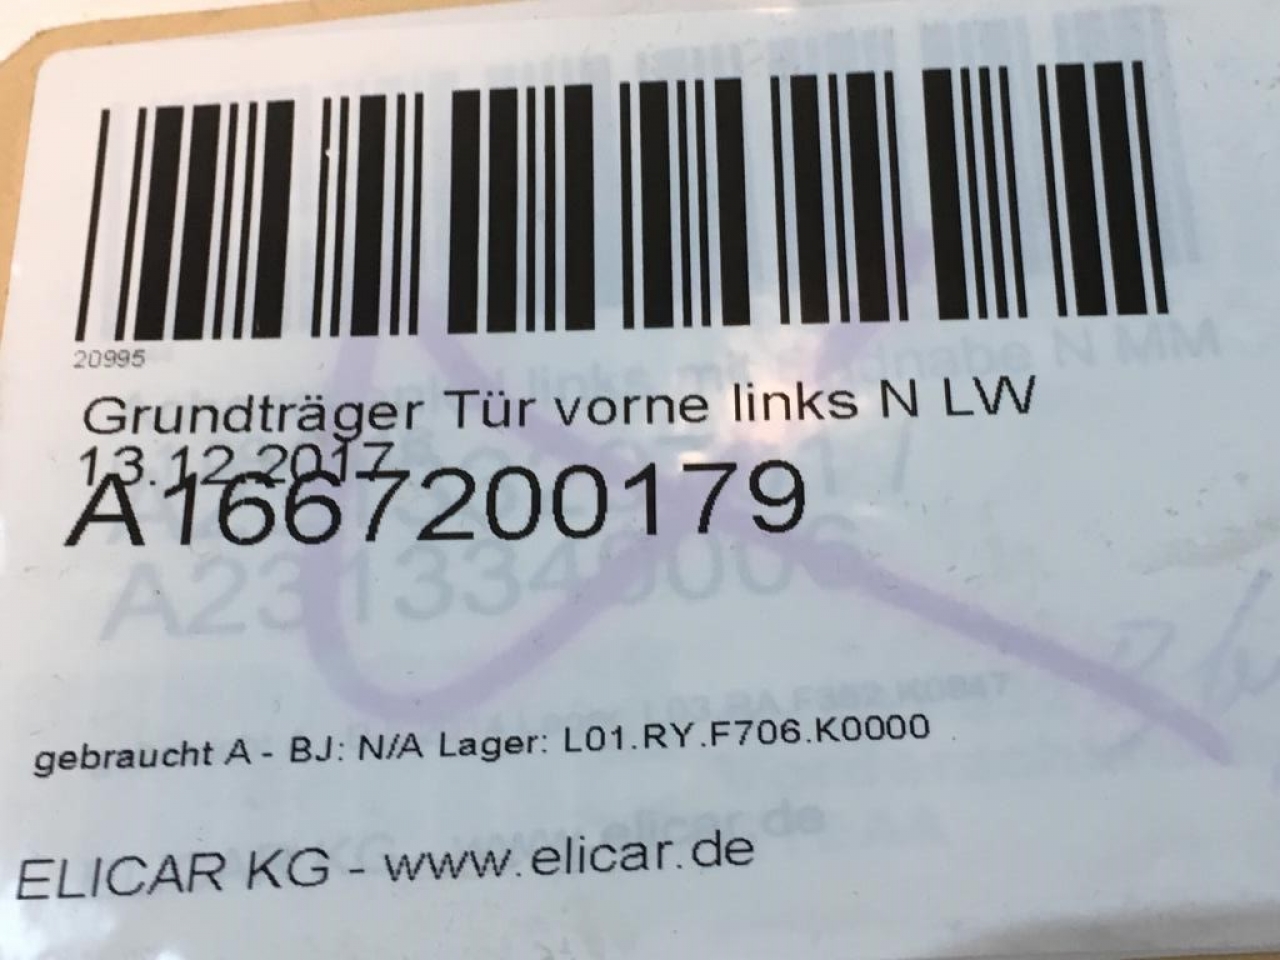 20995
Grundträger Tür vorne links N LW
13.12.2017
A1667200179
A2313340006
gebraucht A - BJ: N/A Lager: L01.RY.F706.K0000
ELICAR KG - www.elicar.de